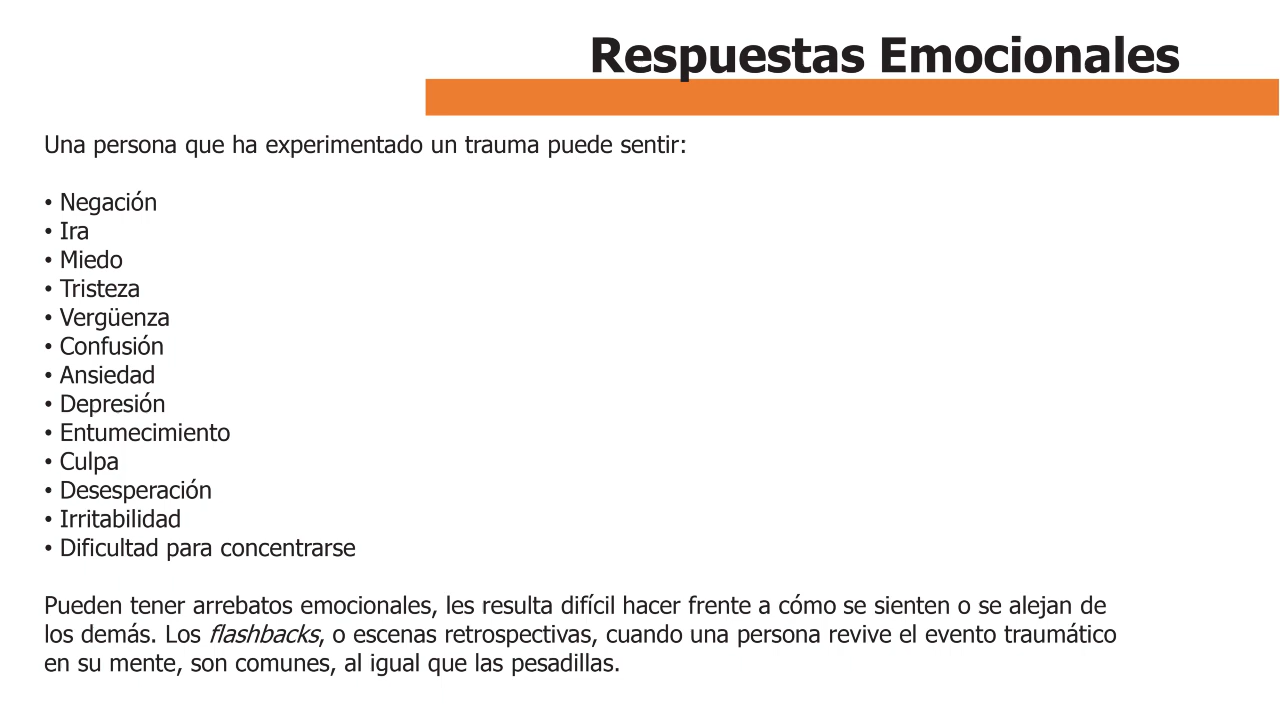 Respuestas Emocionales
Una persona que ha experimentado un trauma puede sentir:
• Negación
• Ira
• Miedo
• Tristeza
• Vergüenza
• Confusión
• Ansiedad
• Depresión
• Entumecimiento
• Culpa
• Desesperación
• Irritabilidad
• Dificultad para concentrarse
Pueden tener arrebatos emocionales, les resulta difícil hacer frente a cómo se sienten o se alejan de
los demás. Los flashbacks, o escenas retrospectivas, cuando una persona revive el evento traumático
en su mente, son comunes, al igual que las pesadillas.